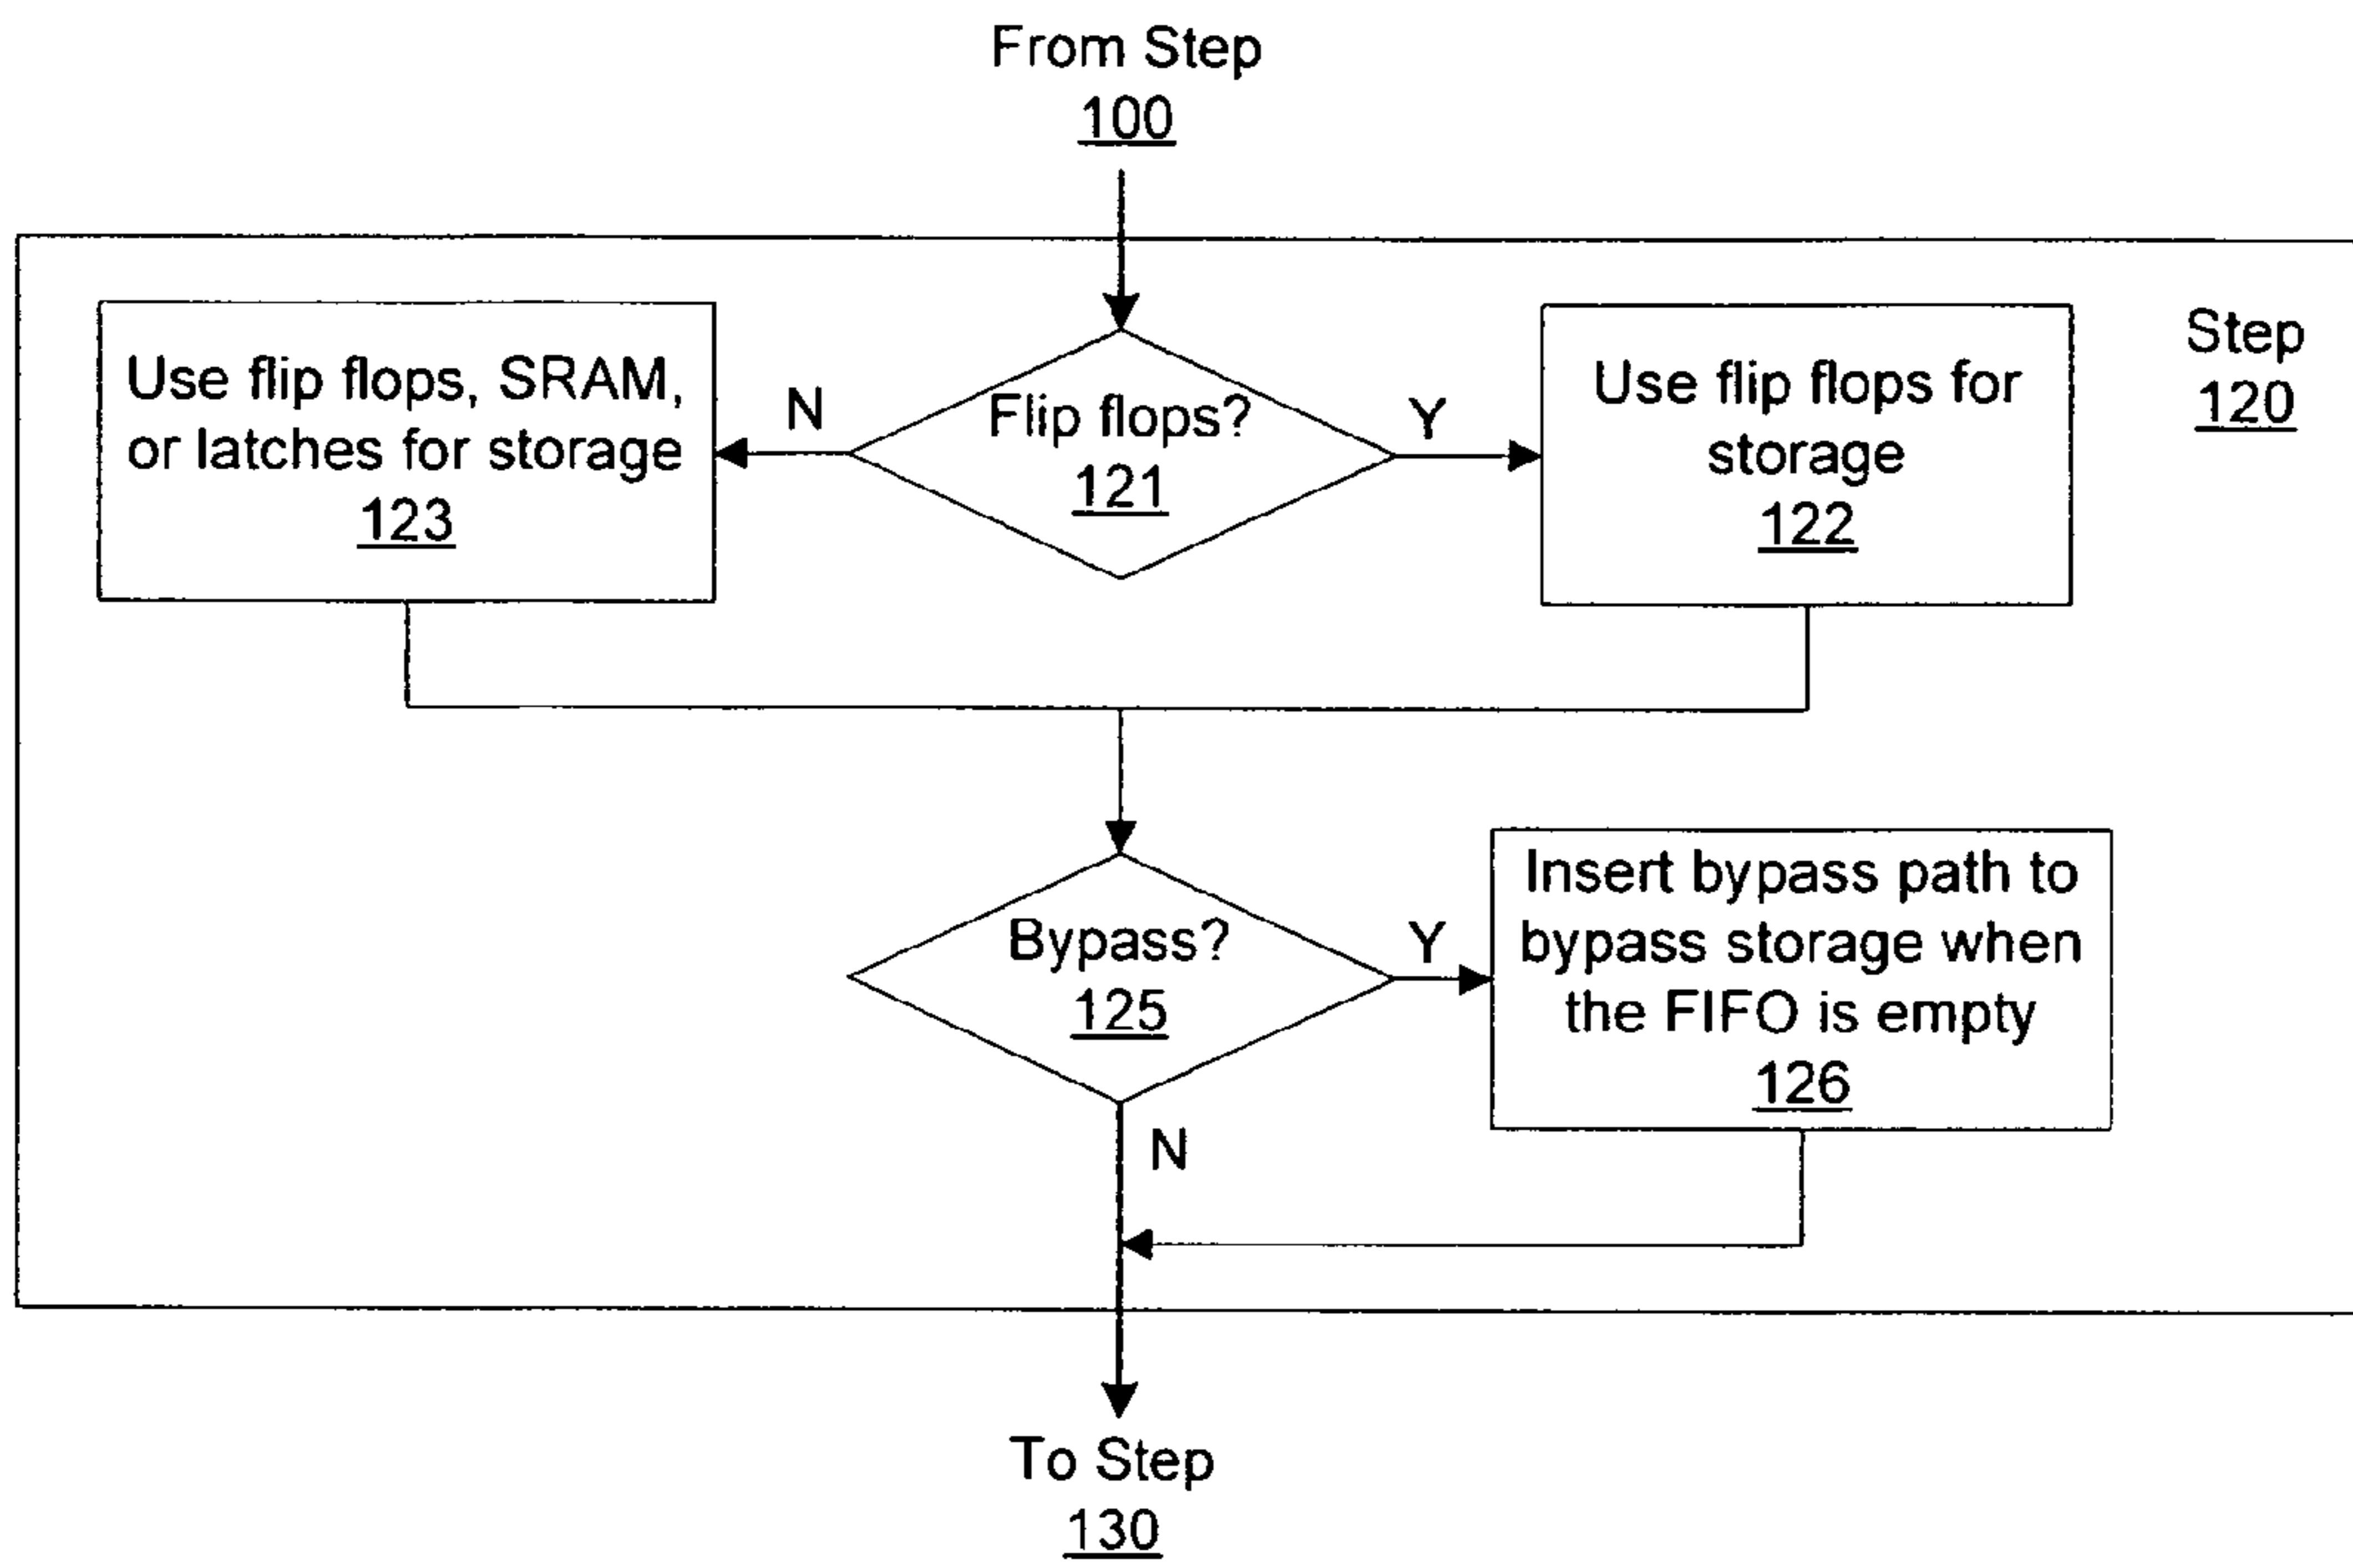 From Step
100
Use flip flops, SRAM,
or latches for storage
123
N
Flip flops?
121
Y
Use flip flops for
storage
122
Step
120
Bypass?
125
Y
Insert bypass path to
bypass storage when
the FIFO is empty
126
N
To Step
130